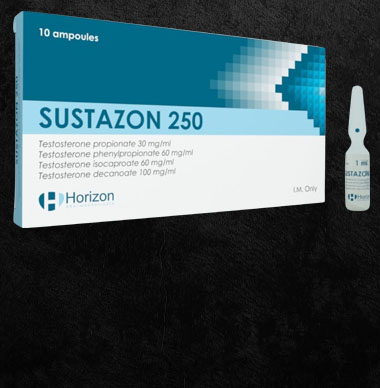 10 ampoules
SUSTAZON 250
Testosterone propionate 30 mg/ml
Testosterone phenylpropionate 60 mg/ml
Testosterone isocaproate 60 mg/ml
Testosterone decanoate 100 mg/ml
Horizon
I.M. Only
1 mL
SUSTAZON
Horizon